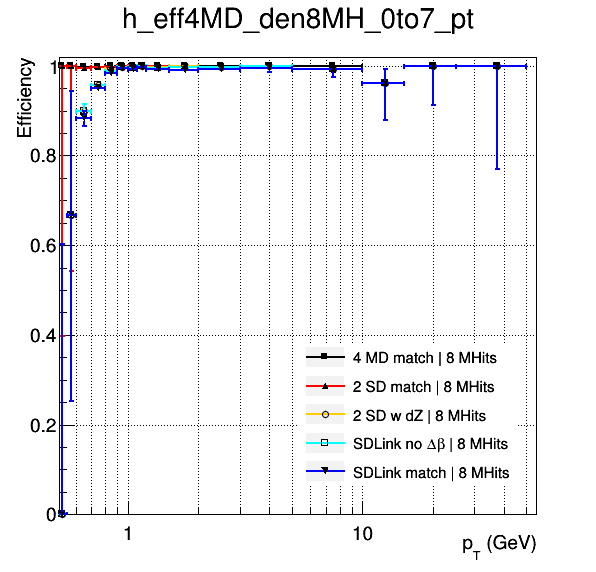 h_eff4MD_den8MH_0to7_pt
Efficiency
1
0.8
0.6
0.4
0.2
0
4 MD match | 8 MHits
2 SD match | 8 MHits
2 SD w dZ | 8 MHits
SDLink no Δβ | 8 MHits
SDLink match | 8 MHits
1 10
p_T (GeV)